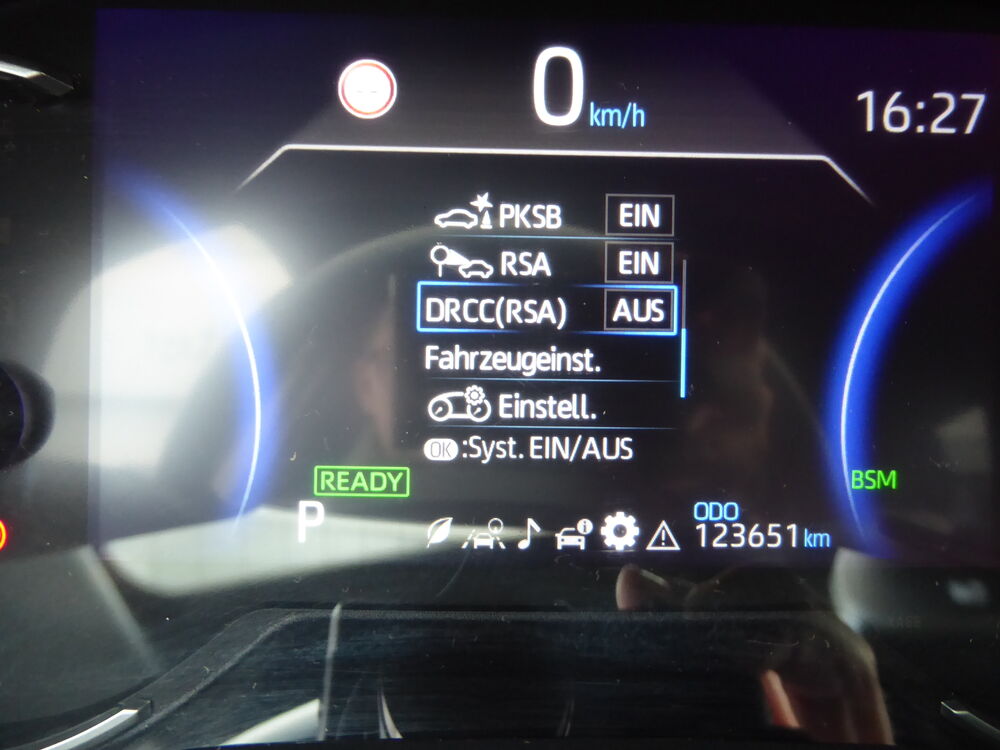 0 km/h
16:27
PKSB EIN
RSA EIN
DRCC(RSA) AUS
Fahrzeugeinst.
Einstell.
OK :Syst. EIN/AUS
READY
BSM
P
ODO
123651 km